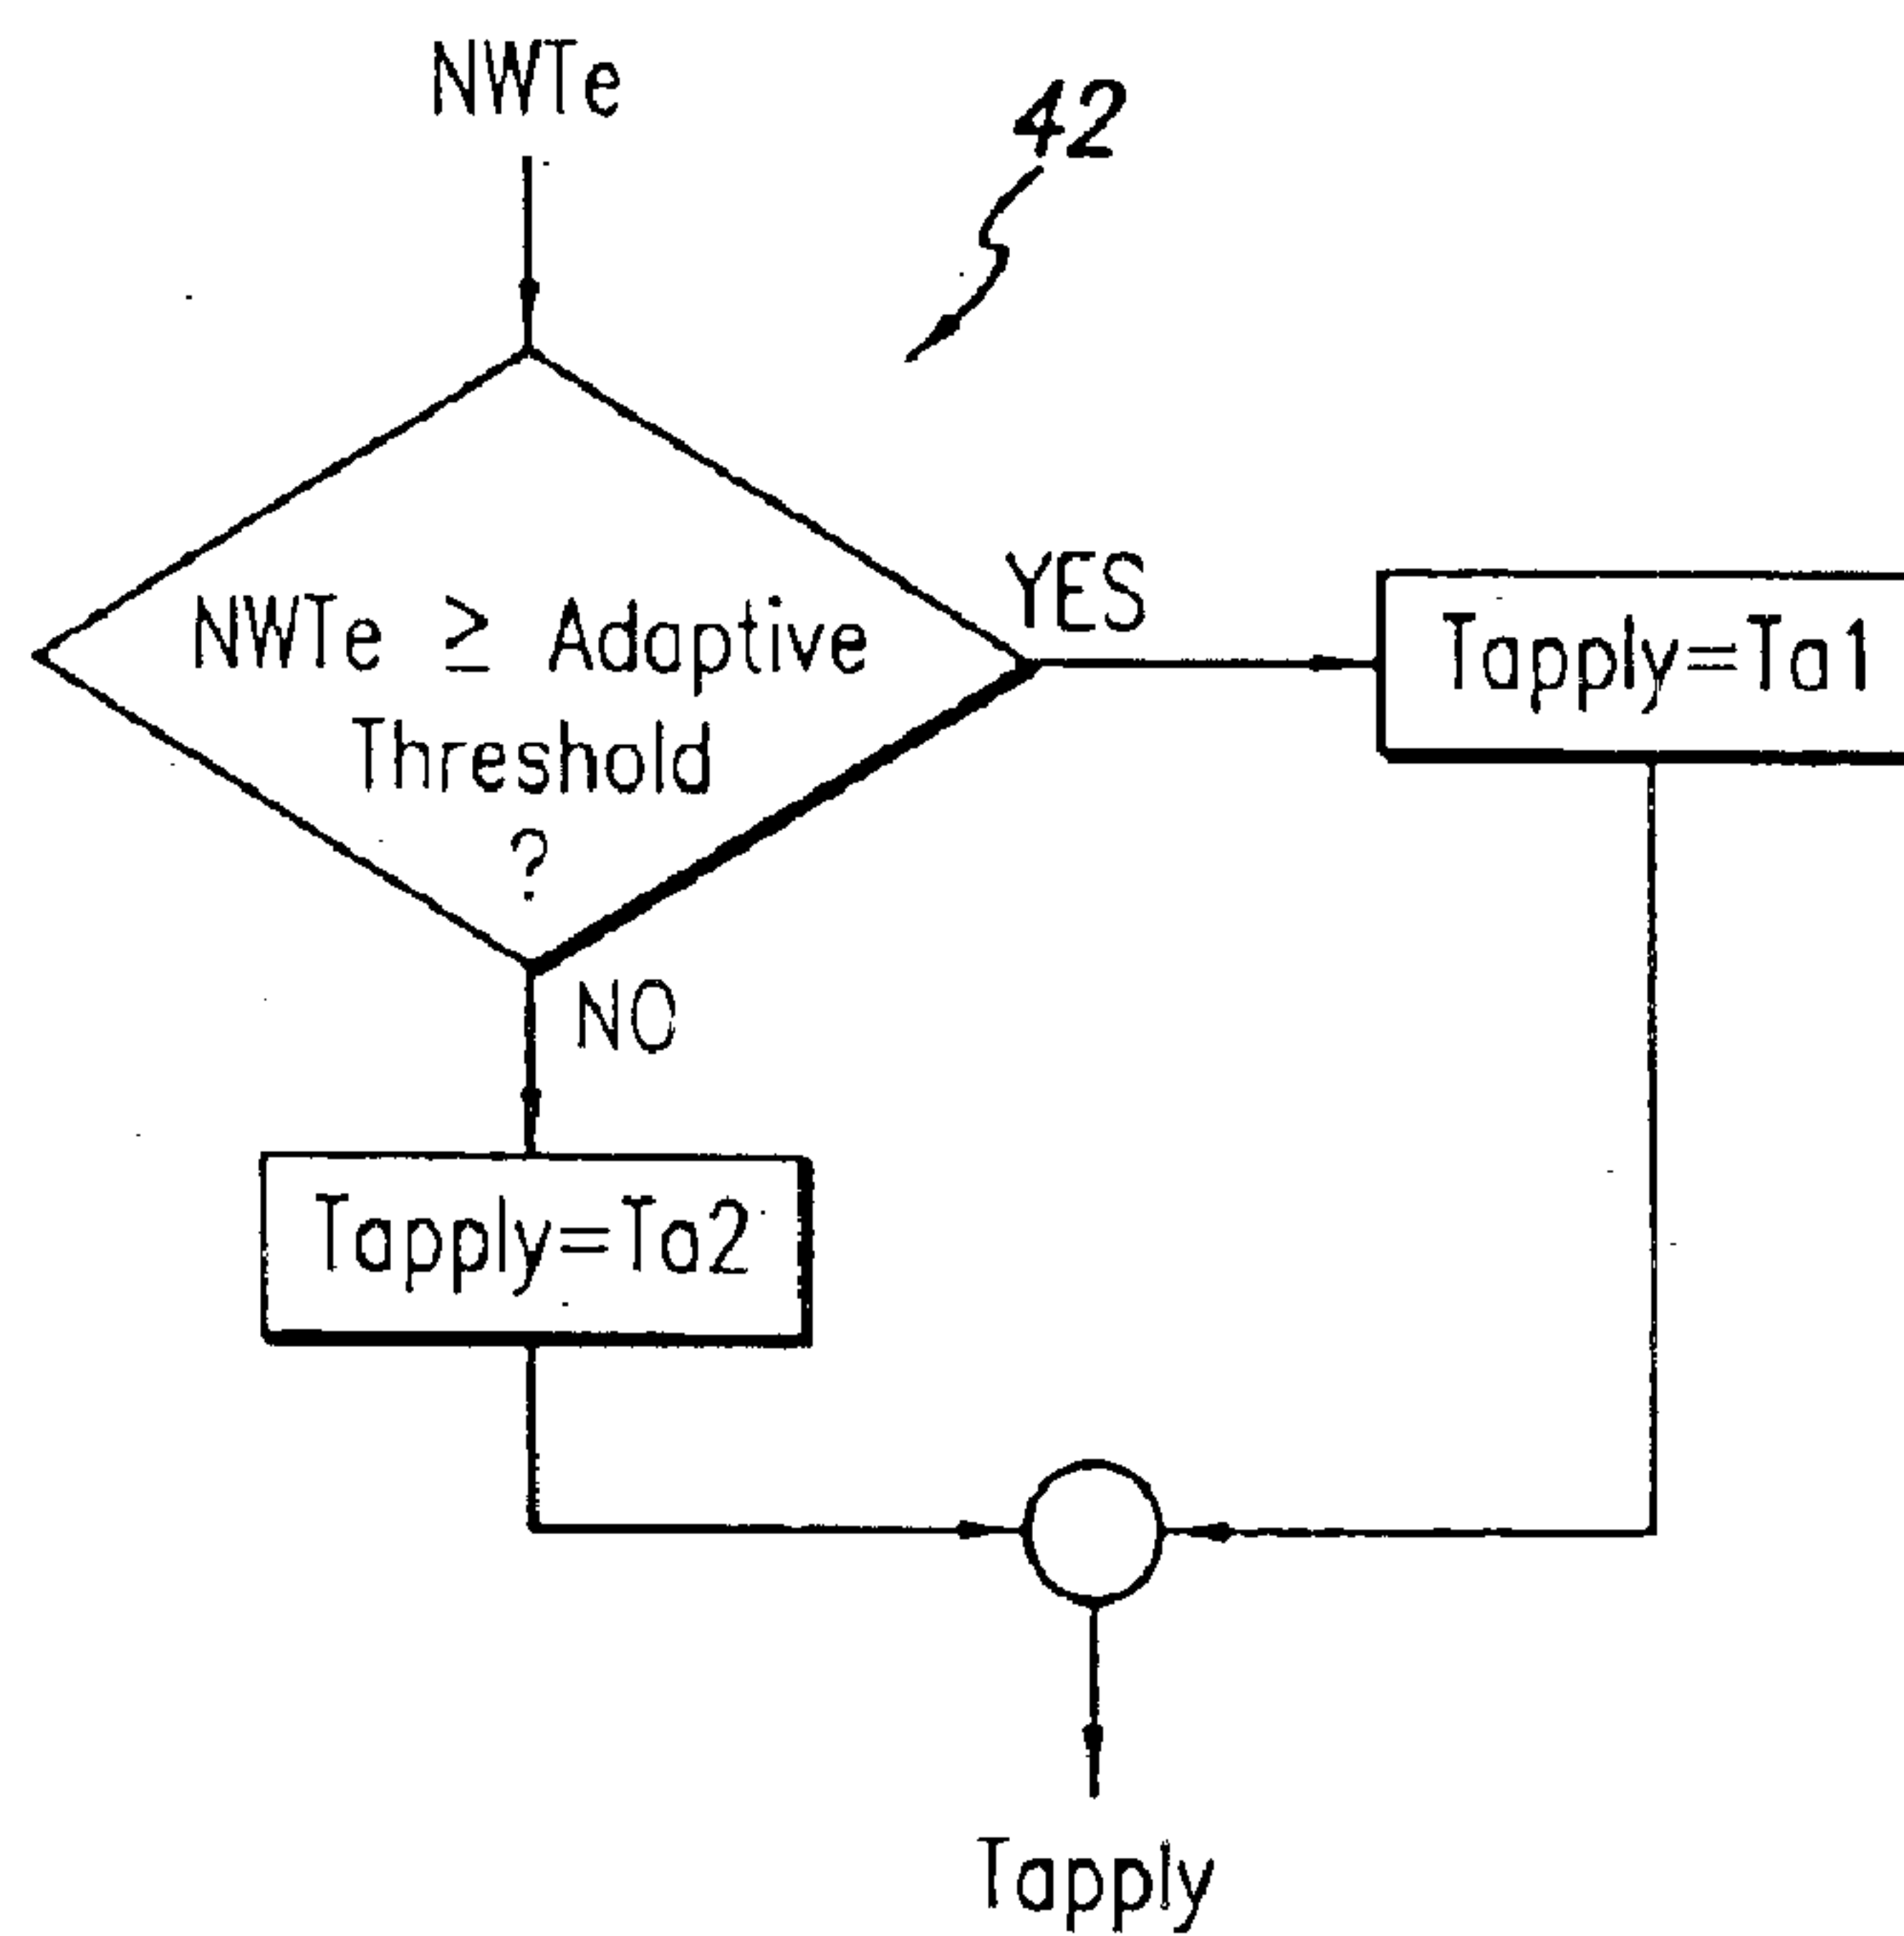 NWTe
42
NWTe ≥ Adaptive
Threshold
?
YES
Tapply=Ta1
NO
Tapply=Ta2
Tapply